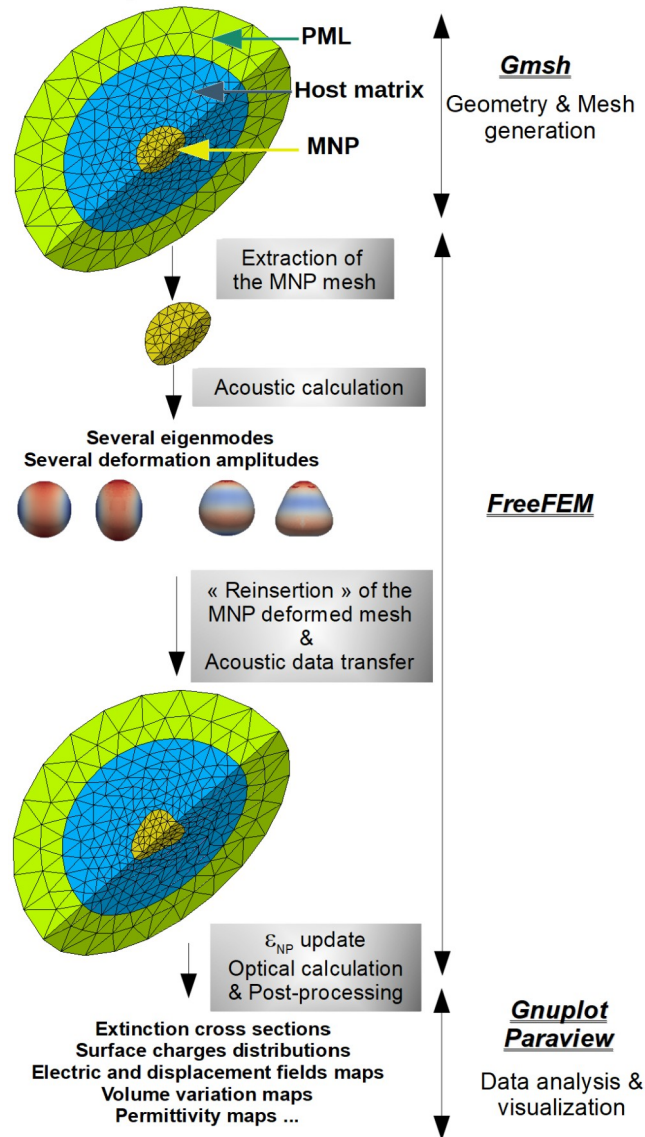 PML
Host matrix
MNP
Gmsh
Geometry & Mesh
generation
Extraction of
the MNP mesh
Acoustic calculation
Several eigenmodes
Several deformation amplitudes
FreeFEM
« Reinsertion » of the
MNP deformed mesh
&
Acoustic data transfer
εNP update
Optical calculation
& Post-processing
Extinction cross sections
Surface charges distributions
Electric and displacement fields maps
Volume variation maps
Permittivity maps ...
Gnuplot
Paraview
Data analysis &
visualization